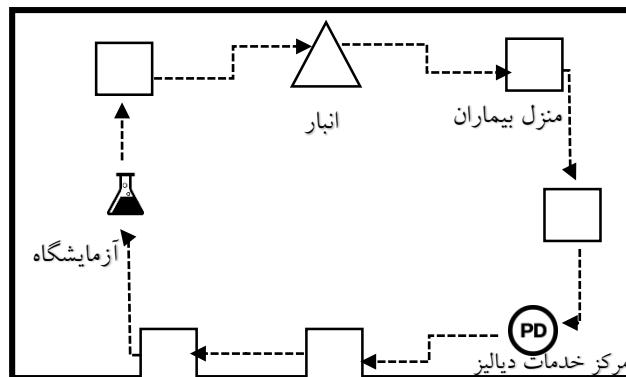 انبار
منزل بیماران
آزمایشگاه
PD
مرکز خدمات دیالیز